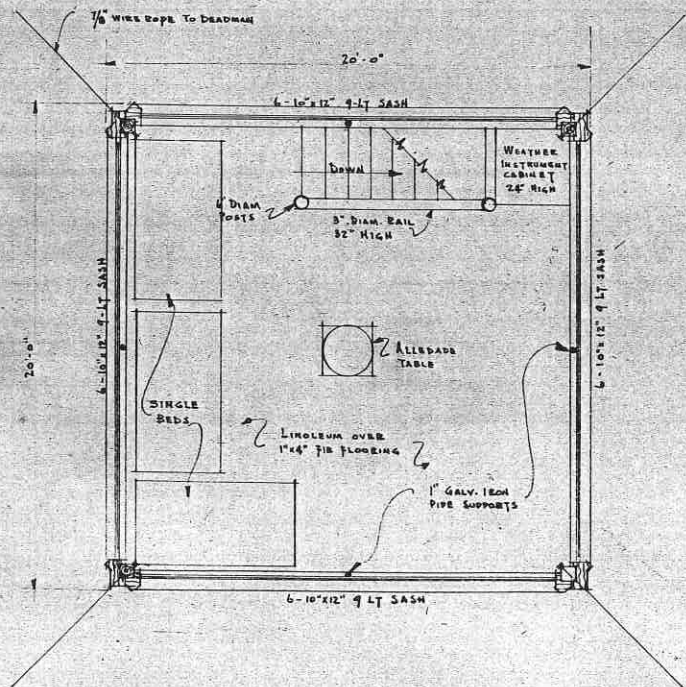 7/8" WIRE ROPE TO DEADMAN
20'-0"
6-10"x12" 9-LT SASH
WEATHER
INSTRUMENT
CABINET
24" HIGH
DOWN
6" DIAM
POSTS
3" DIAM. RAIL
32" HIGH
6-10"x12" 9-LT SASH
6-10"x12" 9 LT SASH
20'-0"
ALLEDADE
TABLE
SINGLE
BEDS
LINOLEUM OVER
1"x4" FIR FLOORING
1" GALV. IRON
PIPE SUPPORTS
6-10"x12" 9 LT SASH